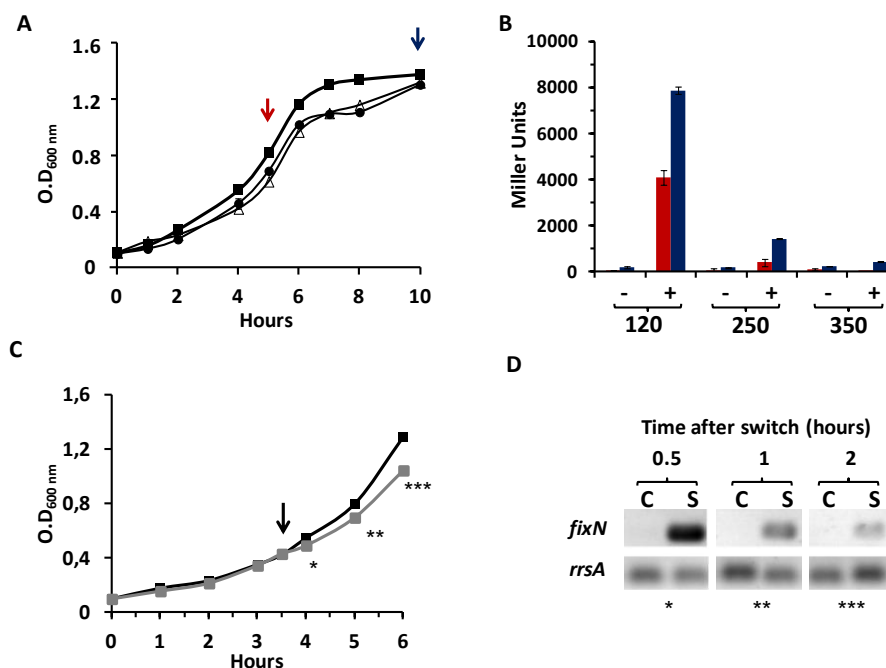 A
O.D600 nm
1.6
1.2
0.8
0.4
0
0 2 4 6 8 10
Hours
B
Miller Units
10000
8000
6000
4000
2000
0
- + - + - +
120 250 350
C
O.D600 nm
1,6
1,2
0,8
0,4
0
*
**
***
0 1 2 3 4 5 6
Hours
D
Time after switch (hours)
0.5 1 2
C S C S C S
fixN
rrsA
* ** ***